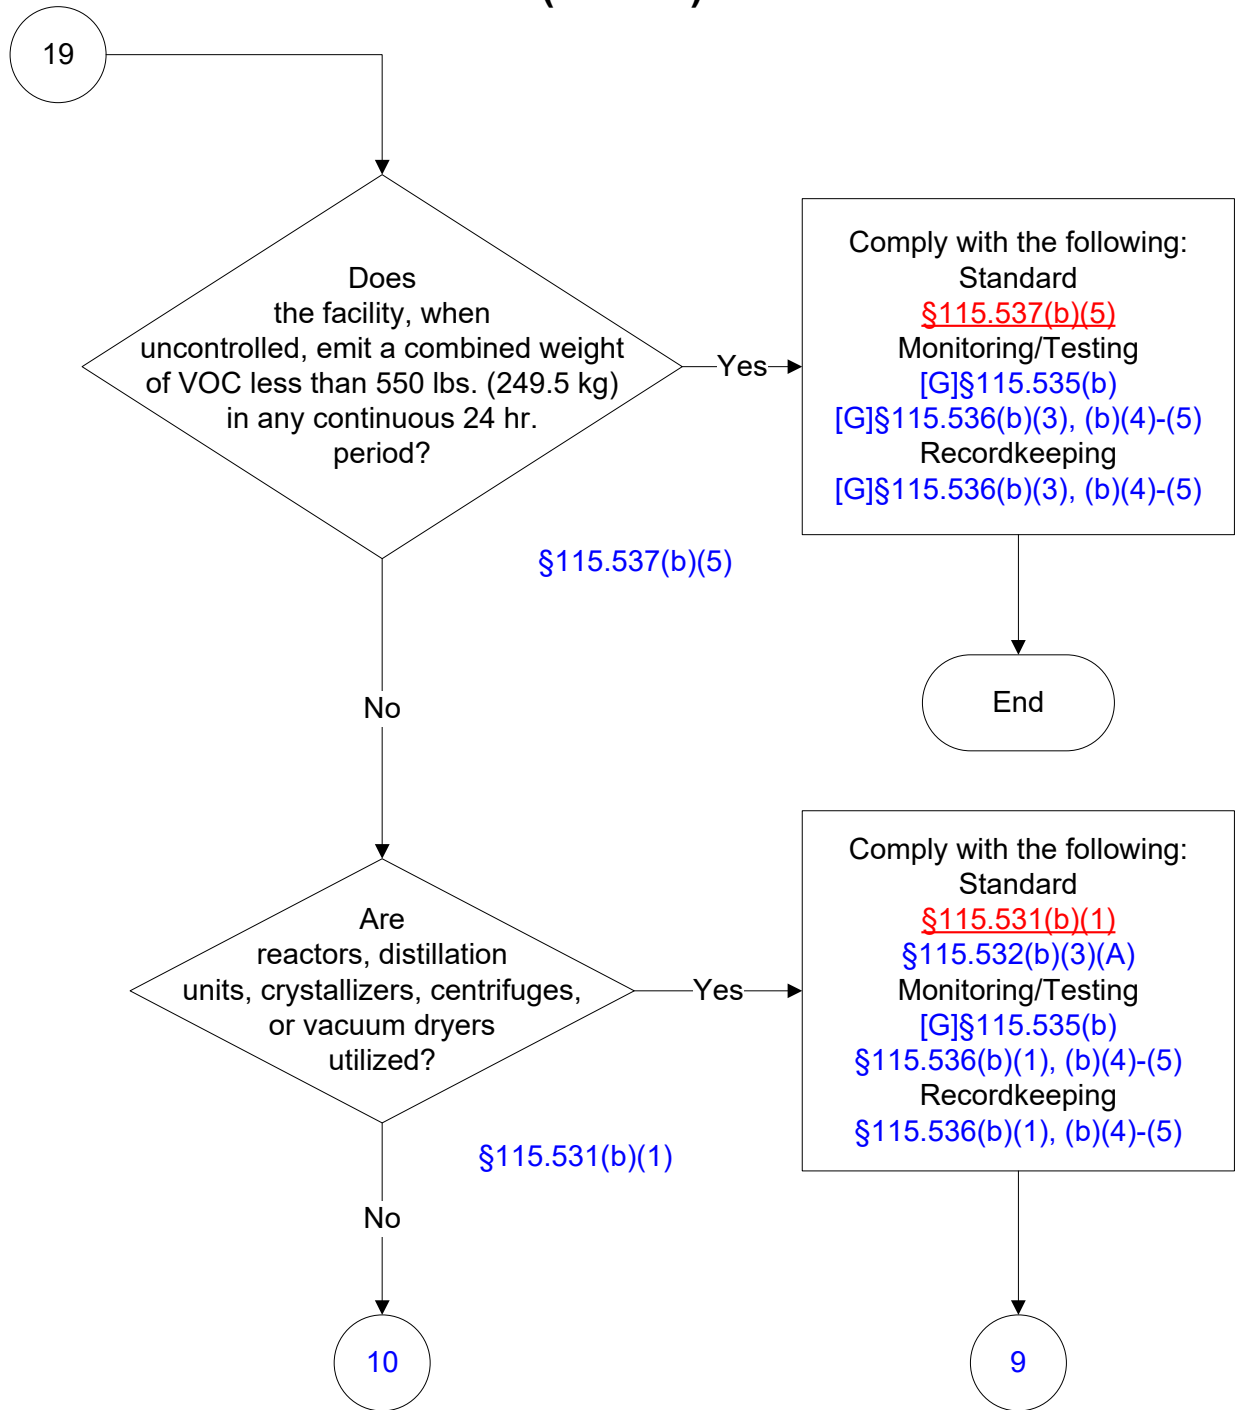 19
Does
the facility, when
uncontrolled, emit a combined weight
of VOC less than 550 lbs. (249.5 kg)
in any continuous 24 hr.
period?
Yes
Comply with the following:
Standard
§115.537(b)(5)
Monitoring/Testing
[G]§115.535(b)
[G]§115.536(b)(3), (b)(4)-(5)
Recordkeeping
[G]§115.536(b)(3), (b)(4)-(5)
§115.537(b)(5)
No
End
Are
reactors, distillation
units, crystallizers, centrifuges,
or vacuum dryers
utilized?
Yes
Comply with the following:
Standard
§115.531(b)(1)
§115.532(b)(3)(A)
Monitoring/Testing
[G]§115.535(b)
§115.536(b)(1), (b)(4)-(5)
Recordkeeping
§115.536(b)(1), (b)(4)-(5)
§115.531(b)(1)
No
10
9